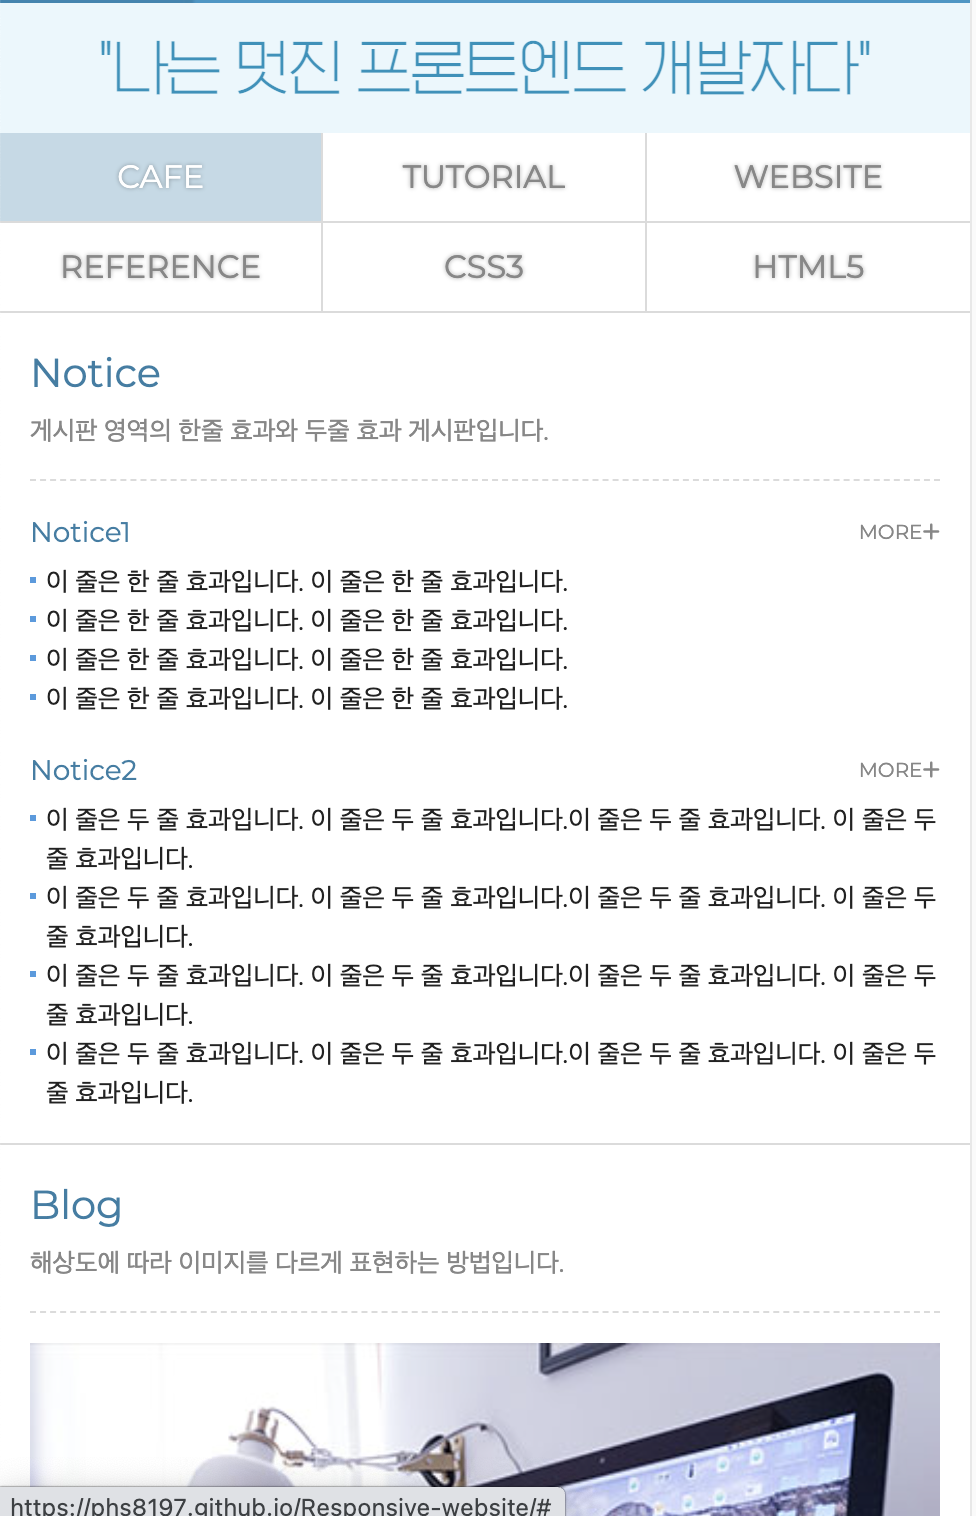 "나는 멋진 프론트엔드 개발자다"
CAFE
TUTORIAL
WEBSITE
REFERENCE
CSS3
HTML5
Notice
게시판 영역의 한줄 효과와 두줄 효과 게시판입니다.
Notice1
MORE+
이 줄은 한 줄 효과입니다. 이 줄은 한 줄 효과입니다.
이 줄은 한 줄 효과입니다. 이 줄은 한 줄 효과입니다.
이 줄은 한 줄 효과입니다. 이 줄은 한 줄 효과입니다.
이 줄은 한 줄 효과입니다. 이 줄은 한 줄 효과입니다.
Notice2
MORE+
이 줄은 두 줄 효과입니다. 이 줄은 두 줄 효과입니다.이 줄은 두 줄 효과입니다. 이 줄은 두
줄 효과입니다.
이 줄은 두 줄 효과입니다. 이 줄은 두 줄 효과입니다.이 줄은 두 줄 효과입니다. 이 줄은 두
줄 효과입니다.
이 줄은 두 줄 효과입니다. 이 줄은 두 줄 효과입니다.이 줄은 두 줄 효과입니다. 이 줄은 두
줄 효과입니다.
이 줄은 두 줄 효과입니다. 이 줄은 두 줄 효과입니다.이 줄은 두 줄 효과입니다. 이 줄은 두
줄 효과입니다.
Blog
해상도에 따라 이미지를 다르게 표현하는 방법입니다.
https://phs8197.github.io/Responsive-website/#